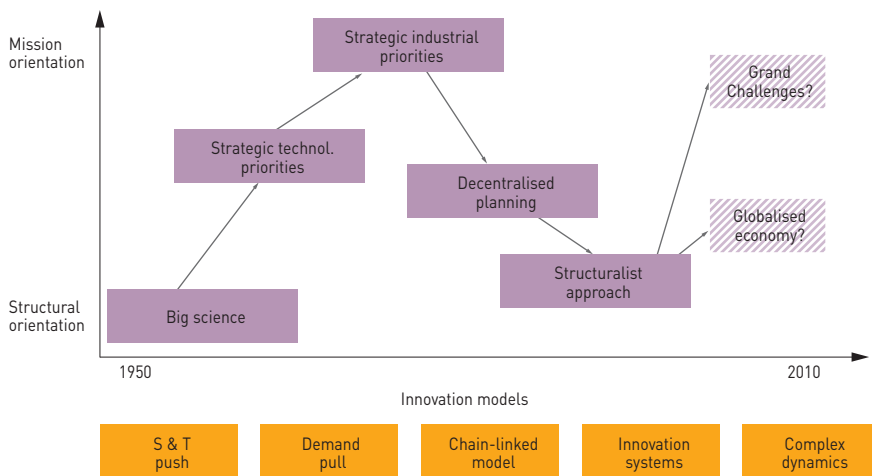 Mission
orientation
Strategic industrial
priorities
Grand
Challenges?
Strategic technol.
priorities
Decentralised
planning
Globalised
economy?
Structuralist
approach
Structural
orientation
Big science
1950
2010
Innovation models
S & T
push
Demand
pull
Chain-linked
model
Innovation
systems
Complex
dynamics